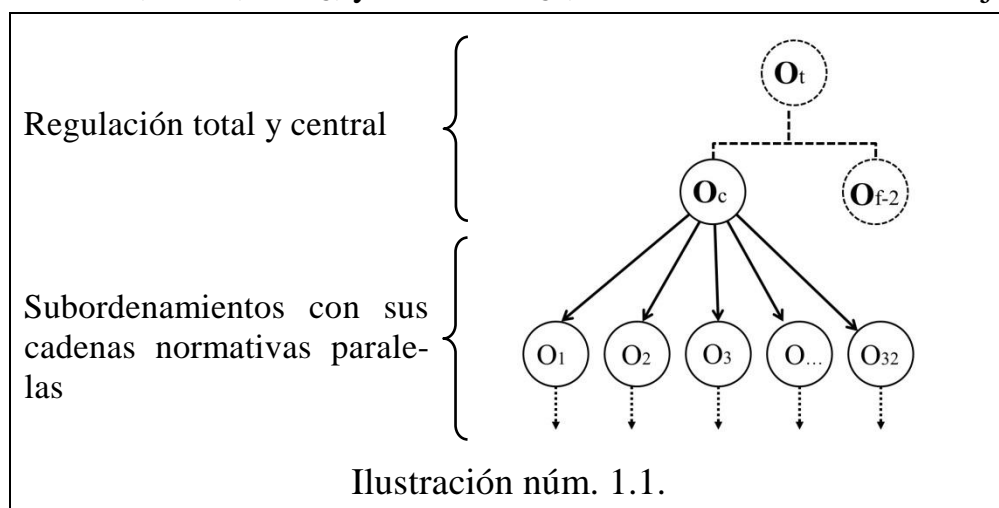 Regulación total y central
Ot
Oc
Of-2
Subordenamientos con sus
cadenas normativas parale-
las
O1
O2
O3
O...
O32
Ilustración núm. 1.1.